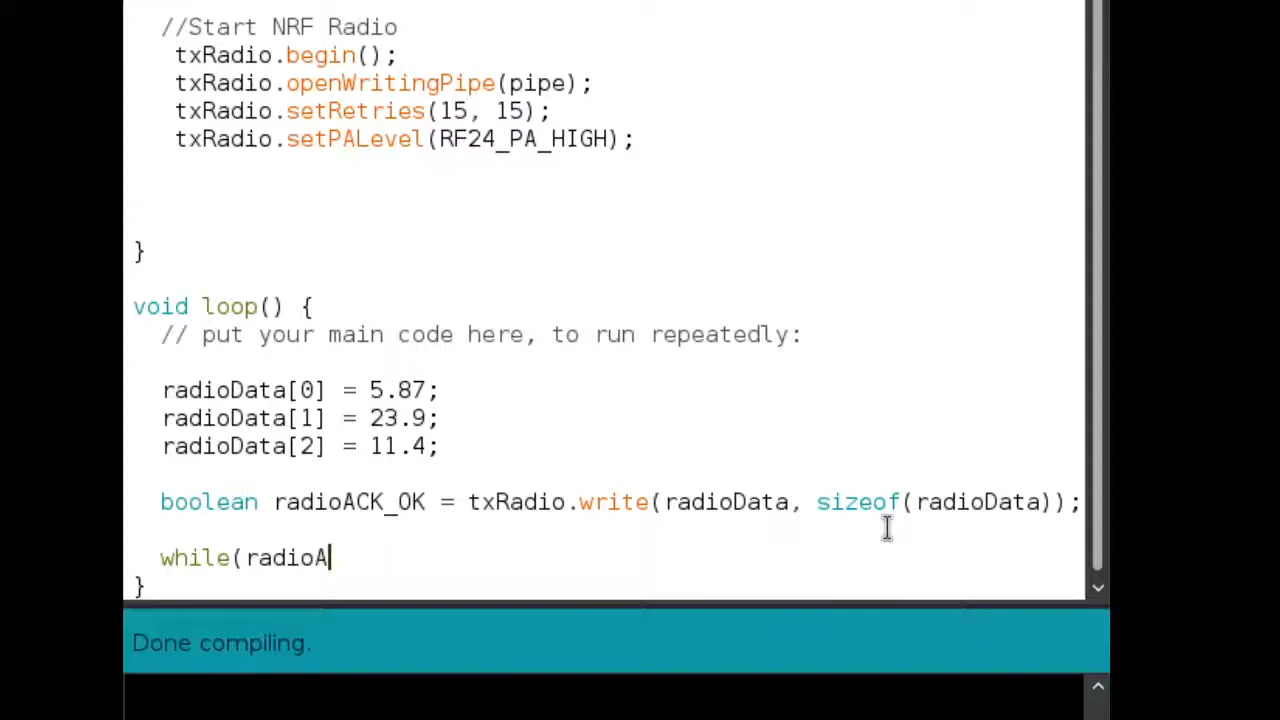 //Start NRF Radio
txRadio.begin();
txRadio.openWritingPipe(pipe);
txRadio.setRetries(15, 15);
txRadio.setPALevel(RF24_PA_HIGH);
}
void loop() {
// put your main code here, to run repeatedly:
radioData[0] = 5.87;
radioData[1] = 23.9;
radioData[2] = 11.4;
boolean radioACK_OK = txRadio.write(radioData, sizeof(radioData));
while(radioA
}
Done compiling.